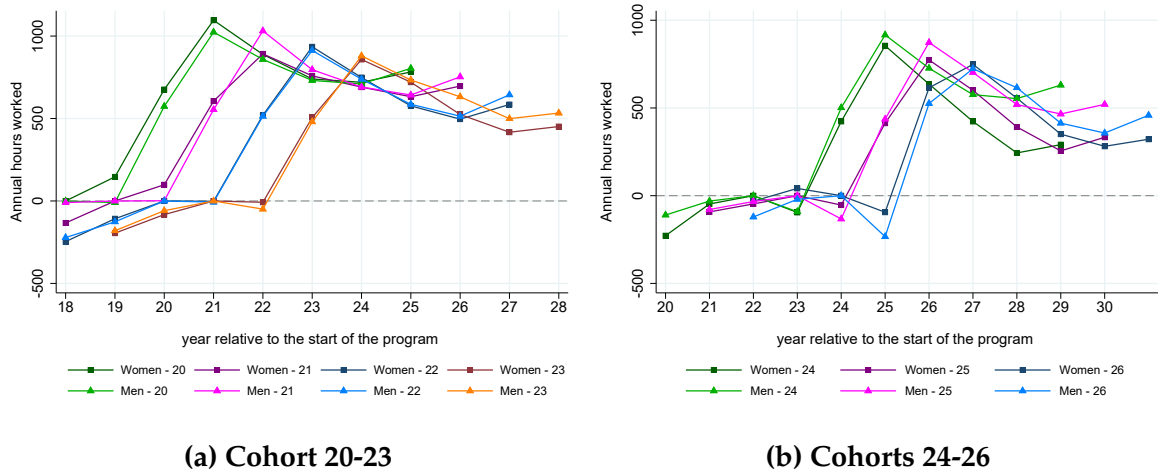 Annual hours worked
1000
500
0
-500
18 19 20 21 22 23 24 25 26 27 28
year relative to the start of the program
Women - 20 Women - 21 Women - 22 Women - 23
Men - 20 Men - 21 Men - 22 Men - 23
(a) Cohort 20-23
Annual hours worked
1000
500
0
-500
20 21 22 23 24 25 26 27 28 29 30
year relative to the start of the program
Women - 24 Women - 25 Women - 26
Men - 24 Men - 25 Men - 26
(b) Cohorts 24-26